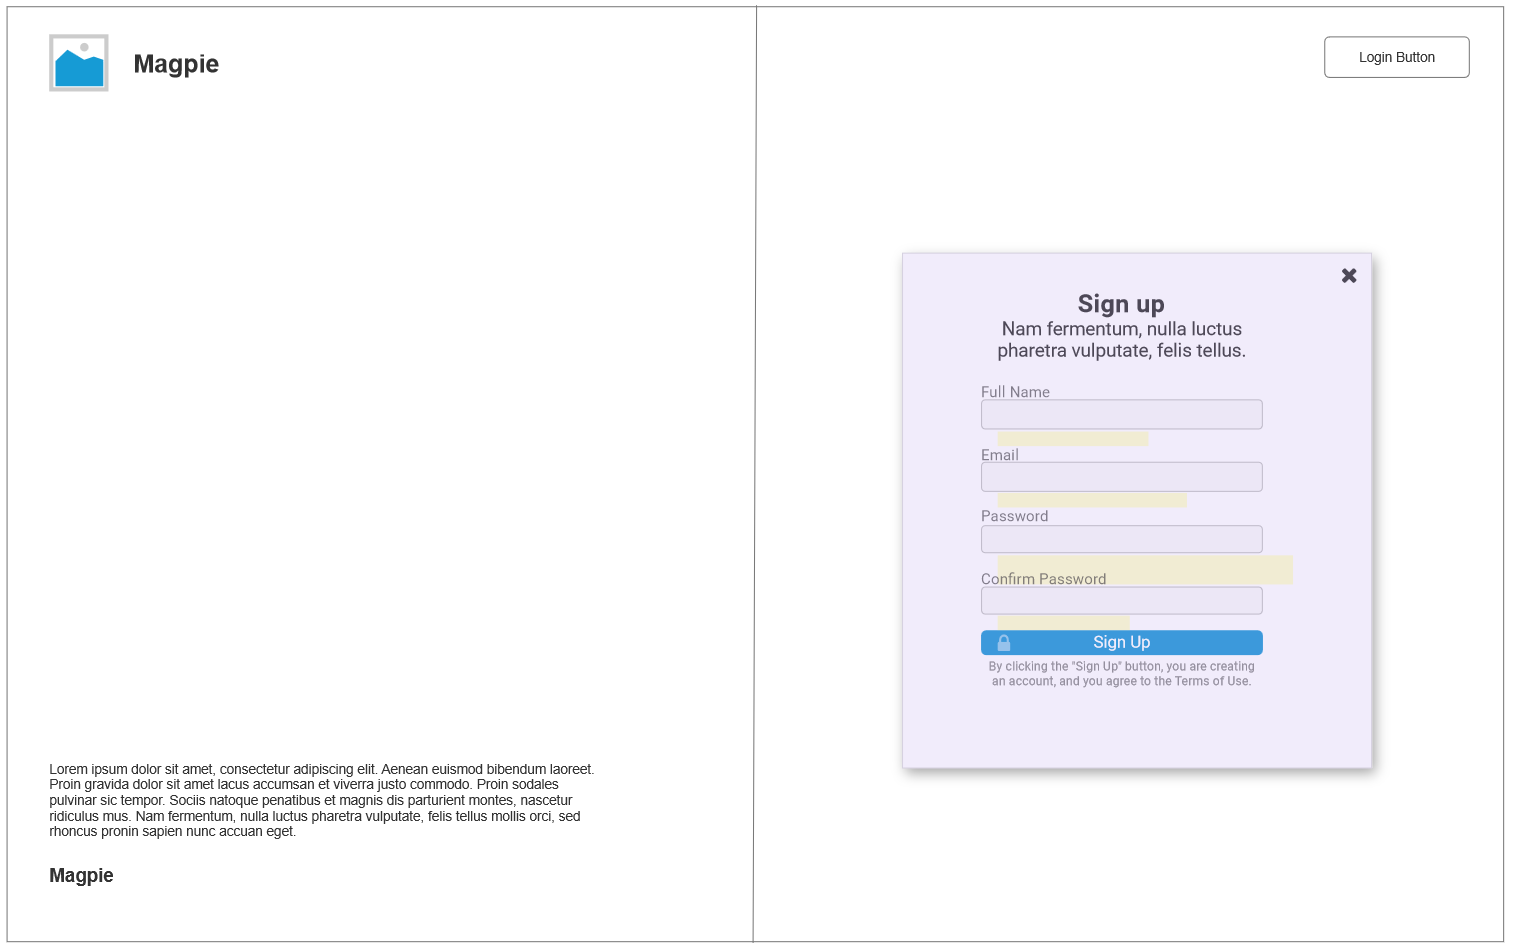 Magpie
Login Button
Sign up
Nam fermentum, nulla luctus
pharetra vulputate, felis tellus.
Full Name
Email
Password
Confirm Password
Sign Up
By clicking the "Sign Up" button, you are creating
an account, and you agree to the Terms of Use.
Lorem ipsum dolor sit amet, consectetur adipiscing elit. Aenean euismod bibendum laoreet.
Proin gravida dolor sit amet lacus accumsan et viverra justo commodo. Proin sodales
pulvinar sic tempor. Sociis natoque penatibus et magnis dis parturient montes, nascetur
ridiculus mus. Nam fermentum, nulla luctus pharetra vulputate, felis tellus mollis orci, sed
rhoncus pronin sapien nunc accuan eget.
Magpie